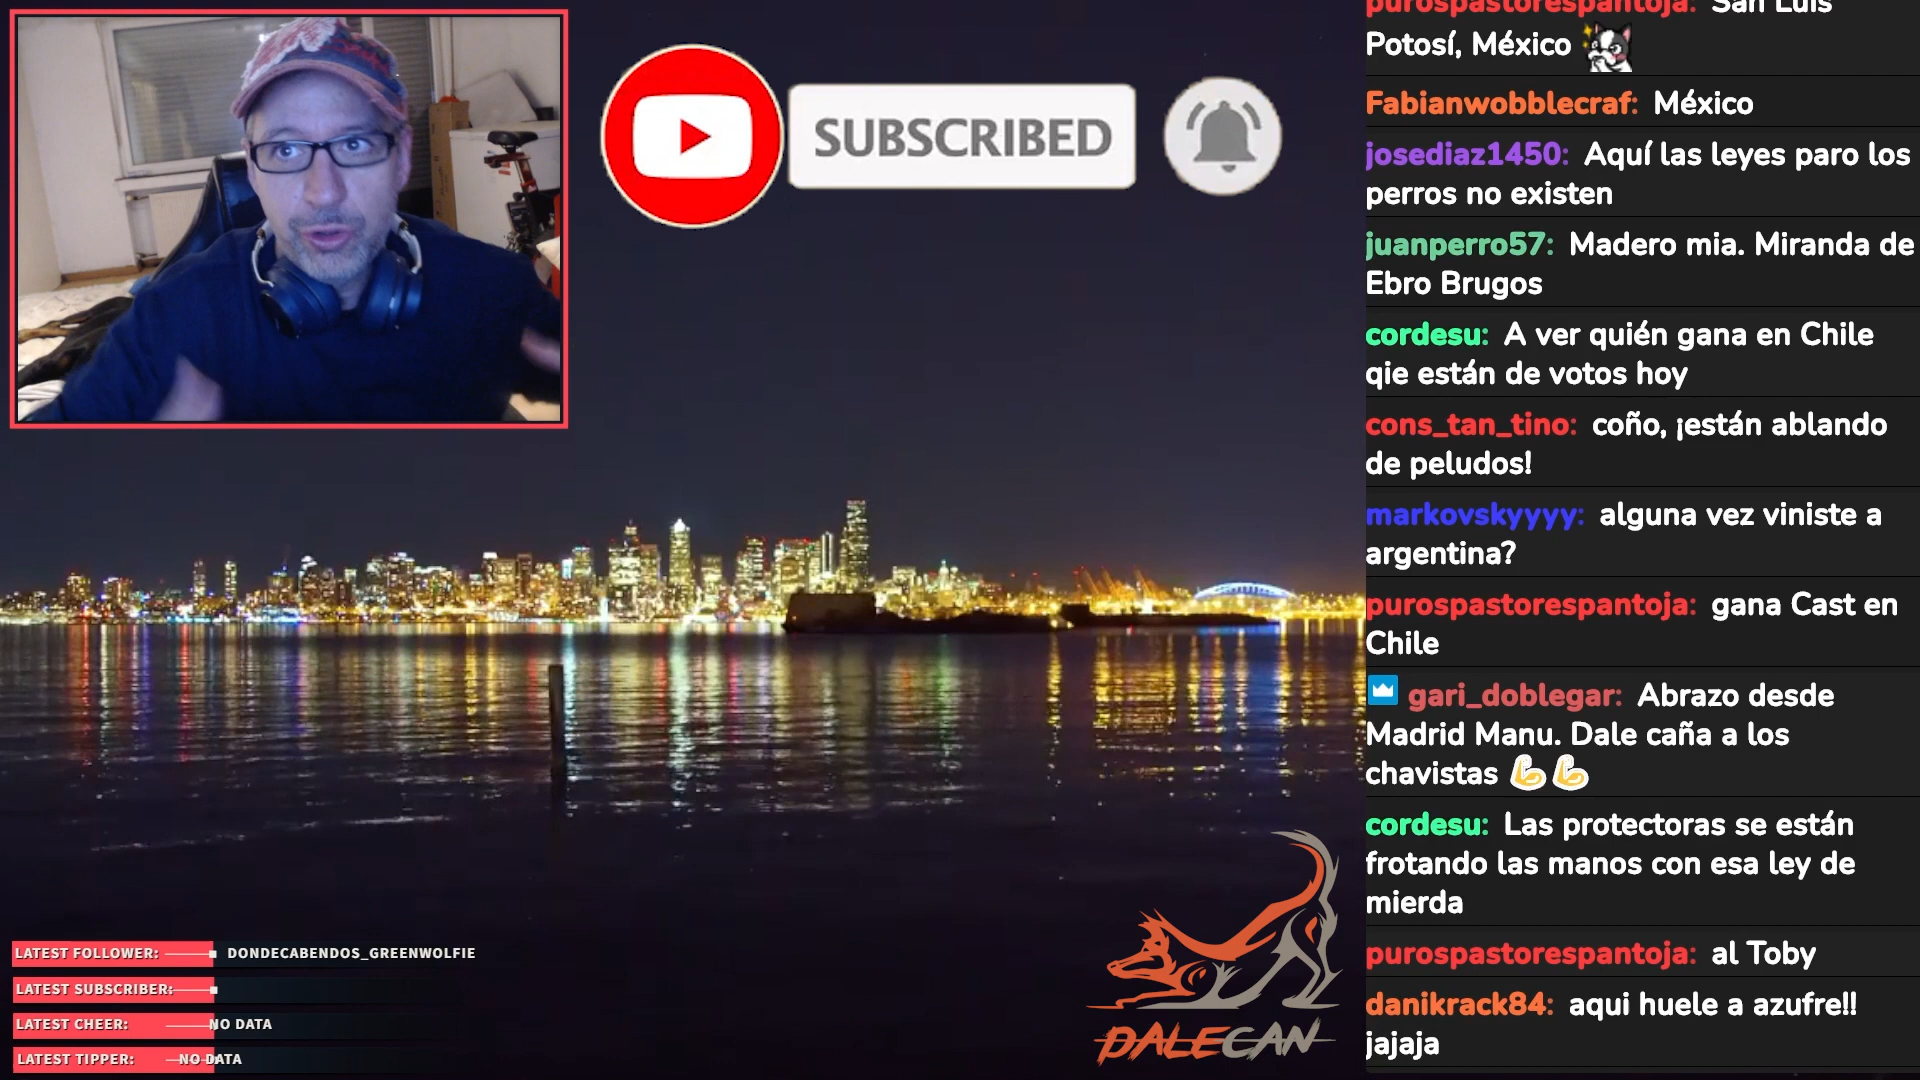 SUBSCRIBED
LATEST FOLLOWER: DONDECABENDOS_GREENWOLFIE
LATEST SUBSCRIBER:
LATEST CHEER: NO DATA
LATEST TIPPER: NO DATA
DALECAN
purospastorespantoja: San Luis
Potosí, México
Fabianwobblecraf: México
josediaz1450: Aquí las leyes paro los
perros no existen
juanperro57: Madero mia. Miranda de
Ebro Brugos
cordesu: A ver quién gana en Chile
qie están de votos hoy
cons_tan_tino: coño, ¡están ablando
de peludos!
markovskyyyy: alguna vez viniste a
argentina?
purospastorespantoja: gana Cast en
Chile
gari_doblegar: Abrazo desde
Madrid Manu. Dale caña a los
chavistas 💪💪
cordesu: Las protectoras se están
frotando las manos con esa ley de
mierda
purospastorespantoja: al Toby
danikrack84: aqui huele a azufre!!
jajaja